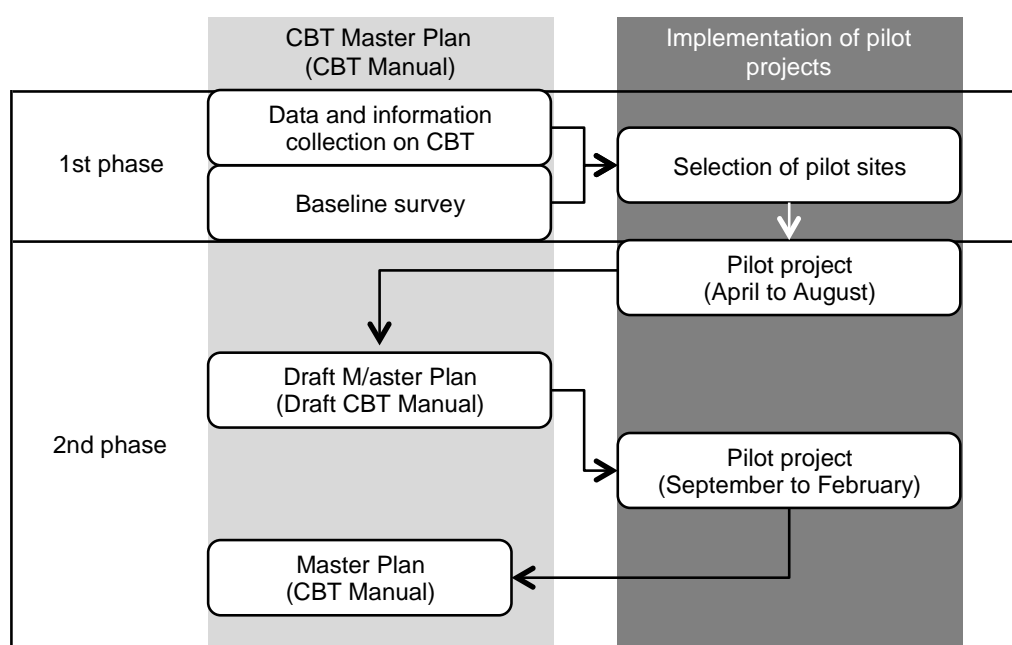 CBT Master Plan
(CBT Manual)
Implementation of pilot
projects
1st phase
Data and information
collection on CBT
Baseline survey
Selection of pilot sites
2nd phase
Pilot project
(April to August)
Draft M/aster Plan
(Draft CBT Manual)
Pilot project
(September to February)
Master Plan
(CBT Manual)